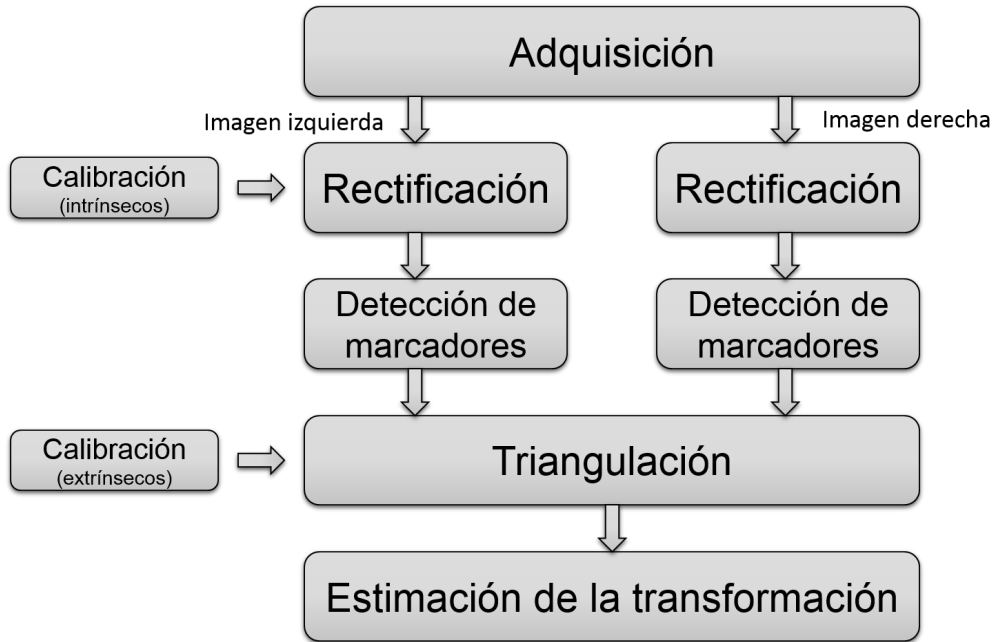 Adquisición
Imagen izquierda
Imagen derecha
Calibración
(intrínsecos)
Rectificación
Rectificación
Detección de
marcadores
Detección de
marcadores
Calibración
(extrínsecos)
Triangulación
Estimación de la transformación